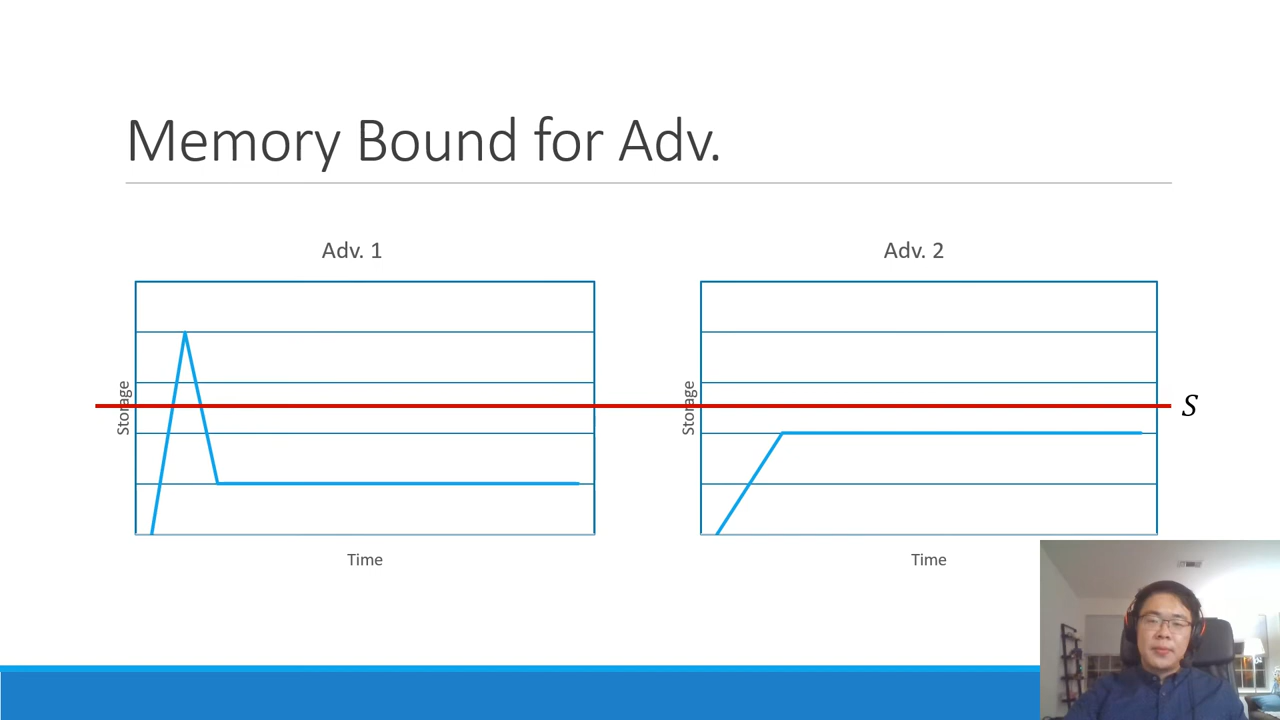 Memory Bound for Adv.
Adv. 1
Adv. 2
Storage
Storage
S
Time
Time